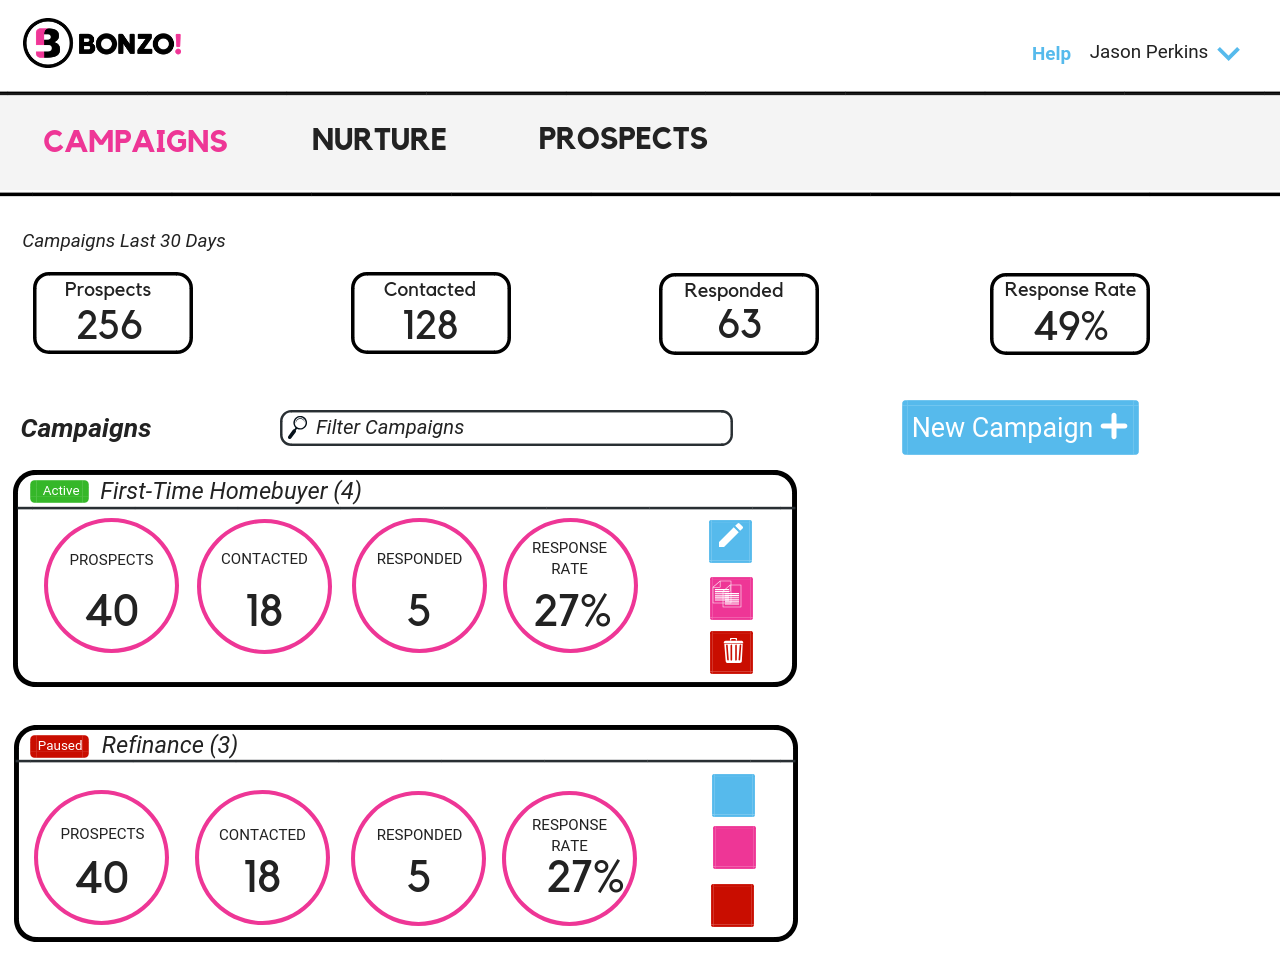 BONZO!
Help Jason Perkins
CAMPAIGNS NURTURE PROSPECTS
Campaigns Last 30 Days
Prospects Contacted Responded Response Rate
256 128 63 49%
Campaigns Filter Campaigns New Campaign
Active First-Time Homebuyer (4)
PROSPECTS CONTACTED RESPONDED RESPONSE RATE
40 18 5 27%
Paused Refinance (3)
PROSPECTS CONTACTED RESPONDED RESPONSE RATE
40 18 5 27%